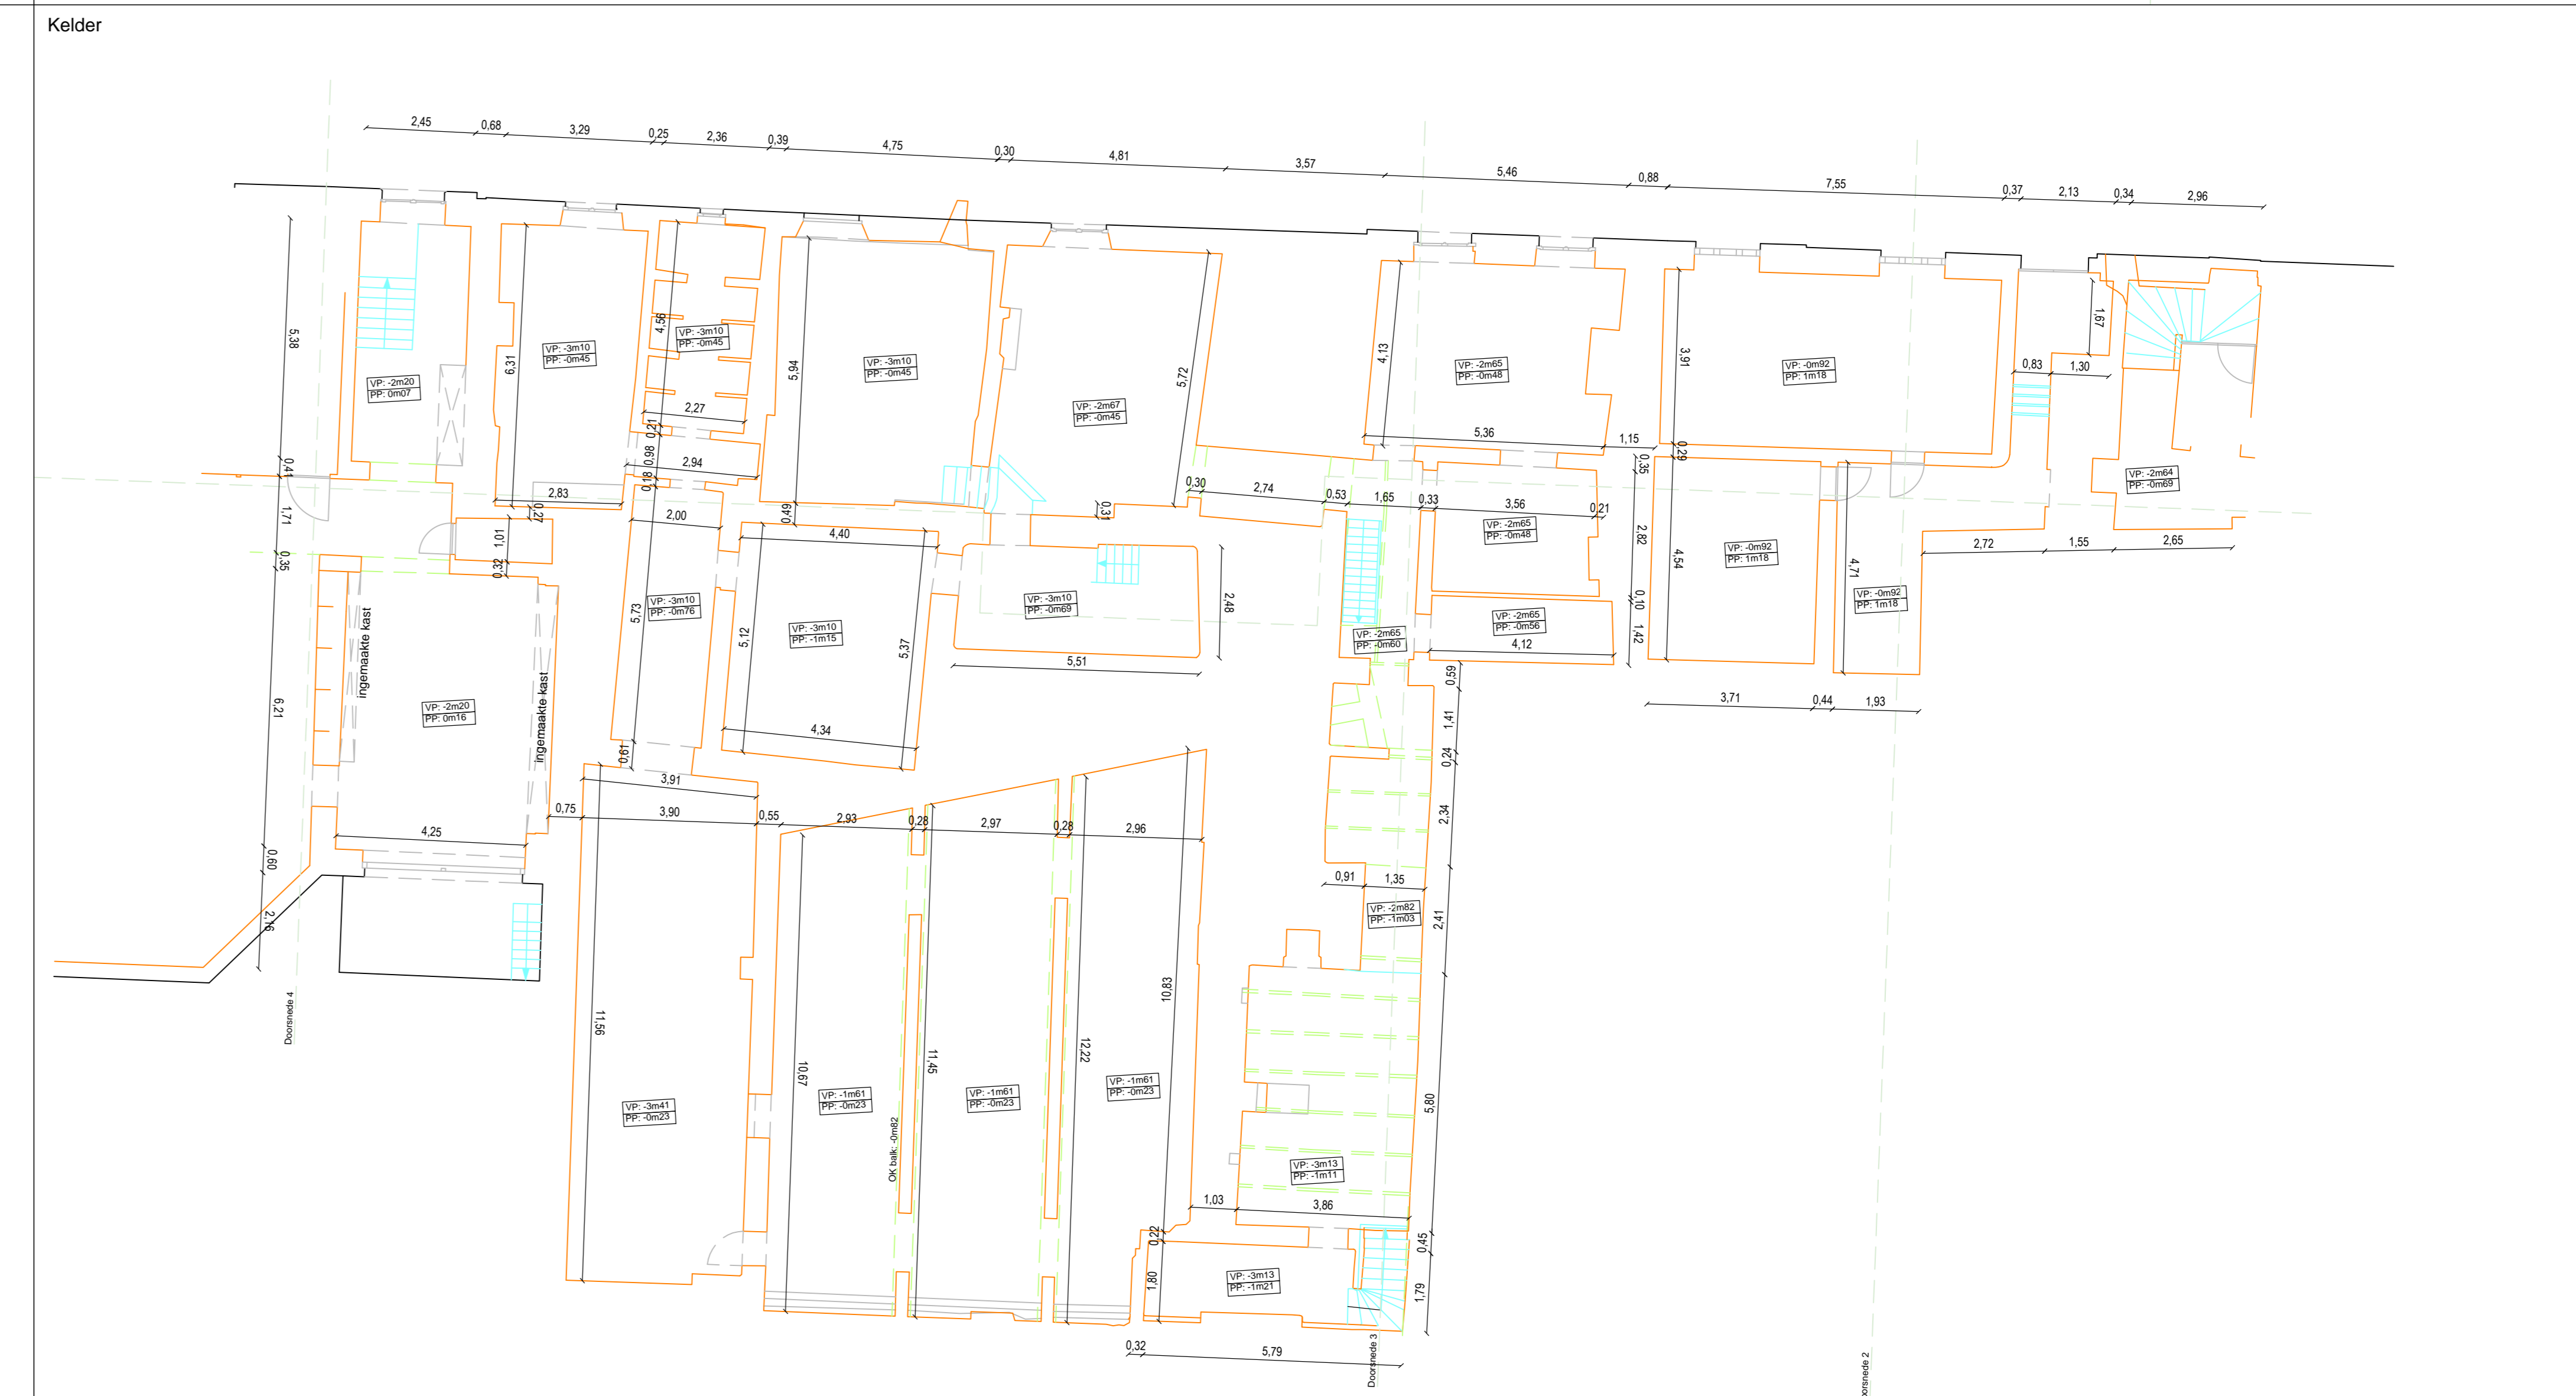 Kelder
2,45
0,68
3,29
0,25
2,36
0,39
4,75
0,30
4,81
3,57
5,46
0,88
7,55
0,37
2,13
0,34
2,96
5,38
0,41
1,71
0,35
6,21
0,60
2,16
VP: -2m20
PP: 0m07
6,31
VP: -3m10
PP: -0m45
4,56
VP: -3m10
PP: -0m45
2,27
0,21
0,98
0,18
2,94
2,83
0,27
1,01
0,32
5,94
VP: -3m10
PP: -0m45
0,49
VP: -2m67
PP: -0m45
5,72
0,31
0,30
2,74
0,53
1,65
0,33
3,56
0,21
4,13
VP: -2m65
PP: -0m48
5,36
1,15
0,35
0,29
3,91
VP: -0m92
PP: 1m18
1,67
0,83
1,30
VP: -2m64
PP: -0m69
2,72
1,55
2,65
VP: -2m65
PP: -0m48
2,82
0,10
1,42
4,54
VP: -0m92
PP: 1m18
4,71
VP: -0m92
PP: 1m18
3,71
0,44
1,93
VP: -2m65
PP: -0m56
4,12
VP: -2m65
PP: -0m60
0,59
1,41
0,24
2,34
2,41
5,80
0,45
1,79
2,00
5,73
VP: -3m10
PP: -0m76
0,61
4,40
5,12
VP: -3m10
PP: -1m15
5,37
4,34
VP: -3m10
PP: -0m69
2,48
5,51
ingemaakte kast
VP: -2m20
PP: 0m16
ingemaakte kast
4,25
0,75
3,91
3,90
0,55
2,93
0,28
2,97
0,28
2,96
11,56
VP: -3m41
PP: -0m23
10,67
VP: -1m61
PP: -0m23
OK balk: -0m82
11,45
VP: -1m61
PP: -0m23
12,22
VP: -1m61
PP: -0m23
10,83
0,91
1,35
VP: -2m82
PP: -1m03
VP: -3m13
PP: -1m11
1,03
3,86
0,22
1,80
VP: -3m13
PP: -1m21
0,32
5,79
Doorsnede 4
Doorsnede 3
orsnede 2